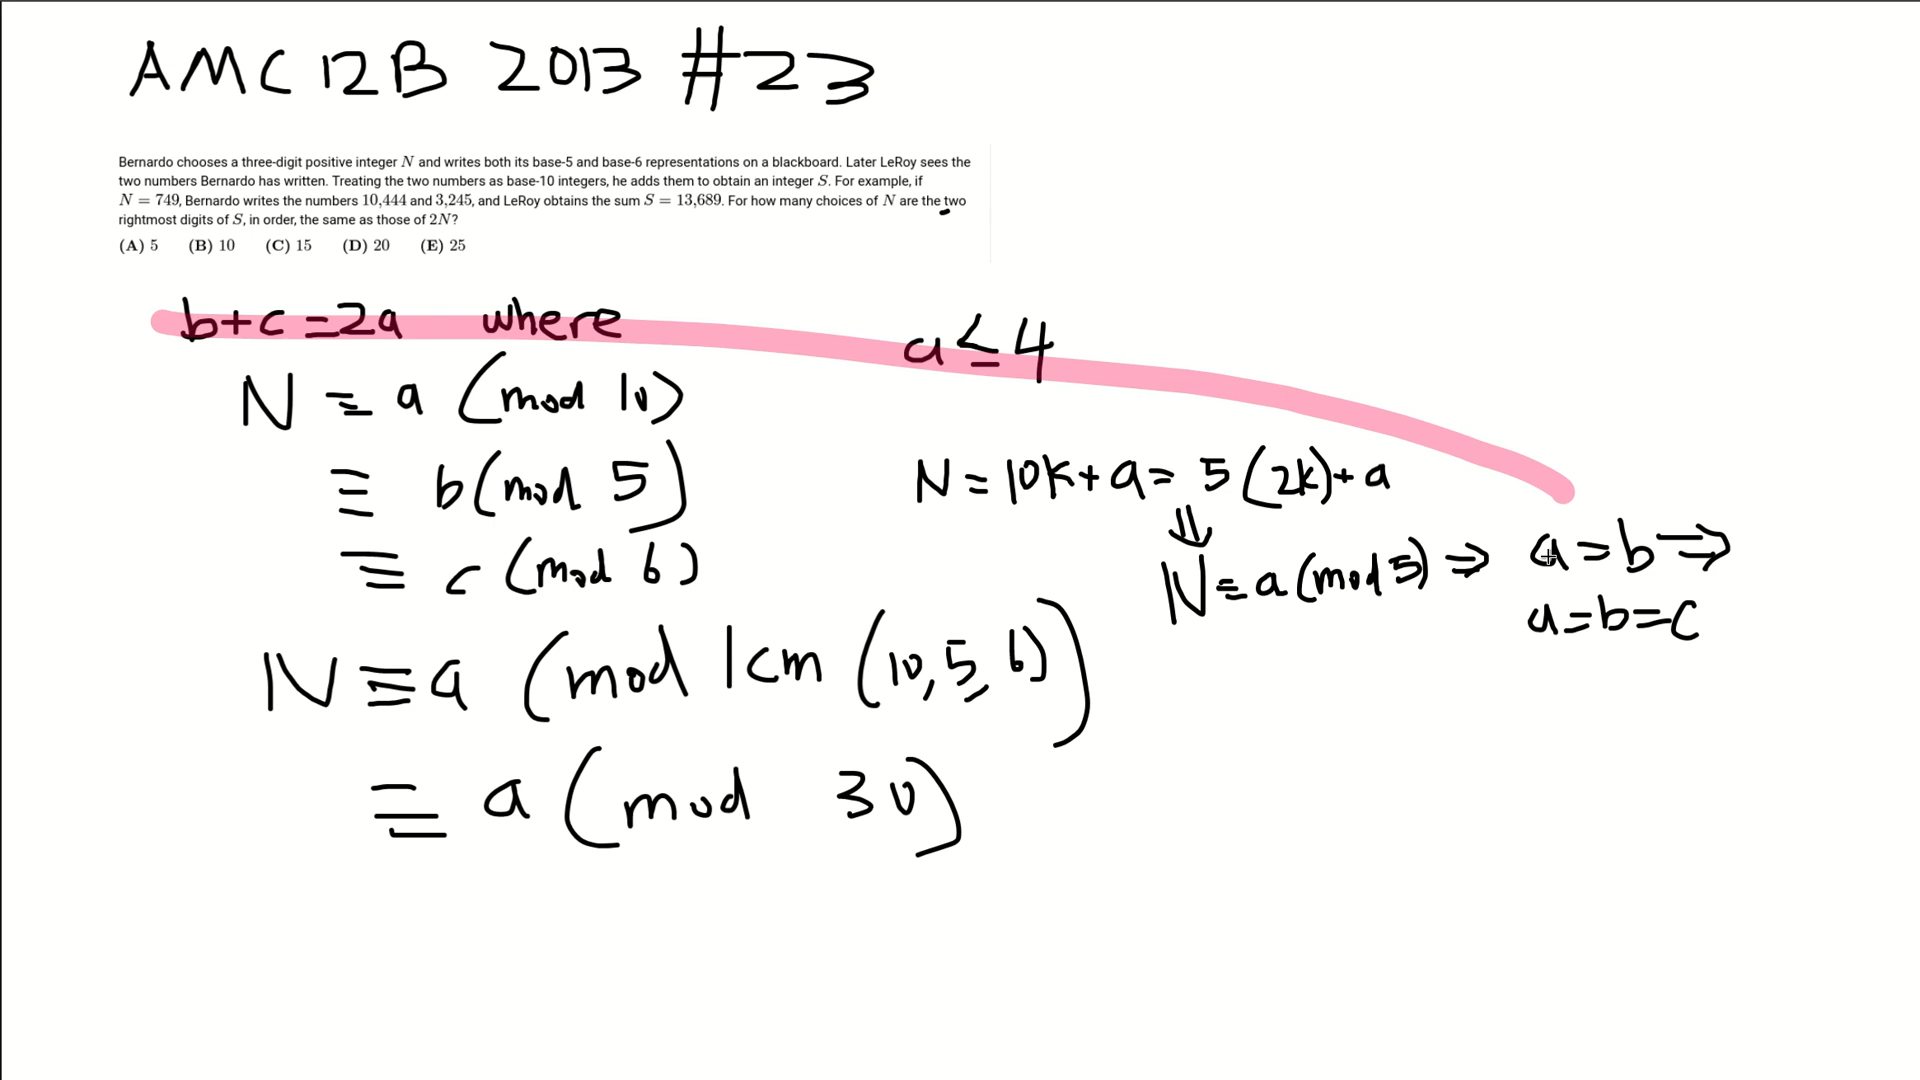 AMC 12B 2013 #23
Bernardo chooses a three-digit positive integer N and writes both its base-5 and base-6 representations on a blackboard. Later LeRoy sees the
two numbers Bernardo has written. Treating the two numbers as base-10 integers, he adds them to obtain an integer S. For example, if
N = 749, Bernardo writes the numbers 10,444 and 3,245, and LeRoy obtains the sum S = 13,689. For how many choices of N are the two
rightmost digits of S, in order, the same as those of 2N?
(A) 5 (B) 10 (C) 15 (D) 20 (E) 25
b+c=2a where
a≤4
N ≡ a (mod 10)
≡ b(mod 5)
≡ c (mod 6)
N = 10k+a = 5(2k)+a
⇓
N≡a(mod 5) ⇒ a=b ⇒
a=b=c
N≡a (mod lcm (10,5,6))
≡ a (mod 30)